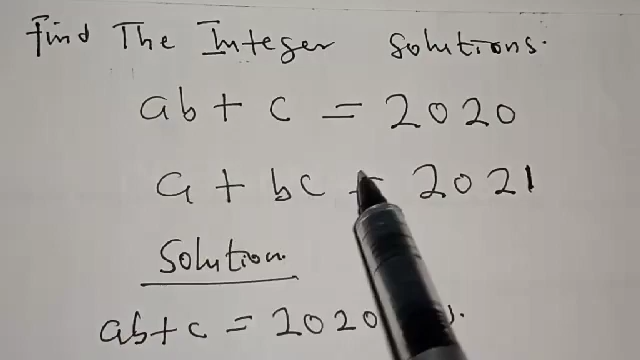 Find The Integer Solutions.
ab + c = 2020
a + bc = 2021
Solution
ab + c = 2020